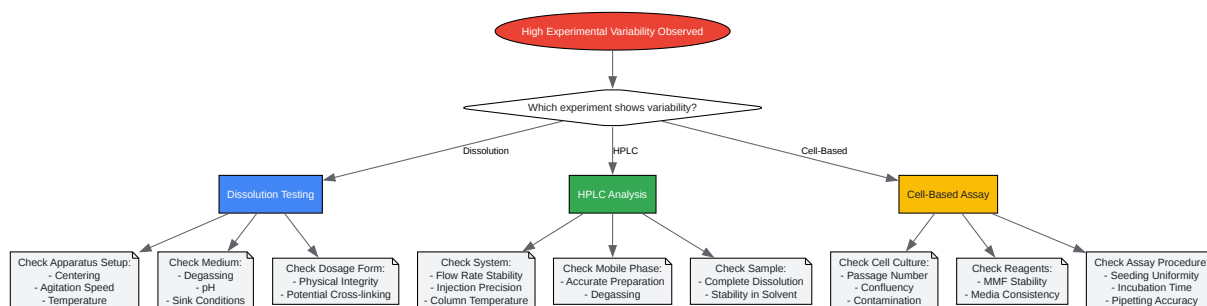 High Experimental Variability Observed
Which experiment shows variability?
Dissolution
HPLC
Cell-Based
Dissolution Testing
HPLC Analysis
Cell-Based Assay
Check Apparatus Setup:
- Centering
- Agitation Speed
- Temperature
Check Medium:
- Degassing
- pH
- Sink Conditions
Check Dosage Form:
- Physical Integrity
- Potential Cross-linking
Check System:
- Flow Rate Stability
- Injection Precision
- Column Temperature
Check Mobile Phase:
- Accurate Preparation
- Degassing
Check Sample:
- Complete Dissolution
- Stability in Solvent
Check Cell Culture:
- Passage Number
- Confluency
- Contamination
Check Reagents:
- MMF Stability
- Media Consistency
Check Assay Procedure:
- Seeding Uniformity
- Incubation Time
- Pipetting Accuracy